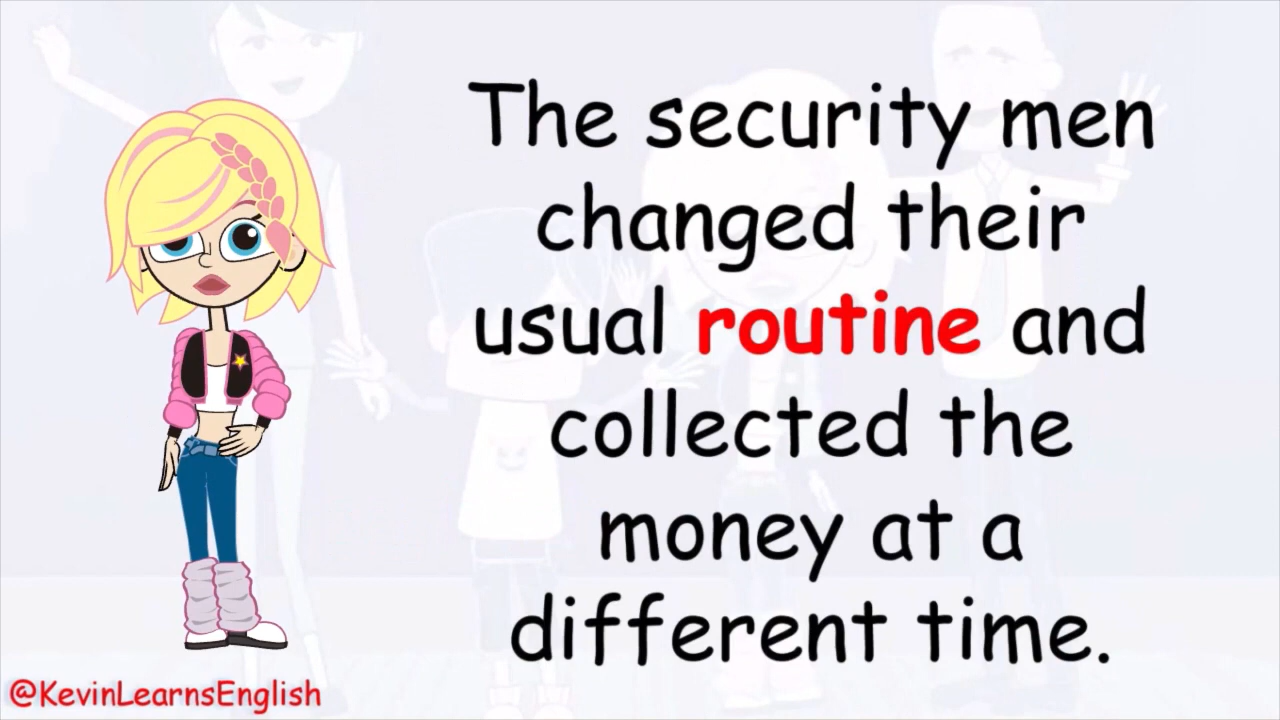 The security men
changed their
usual routine and
collected the
money at a
different time.
@KevinLearnsEnglish